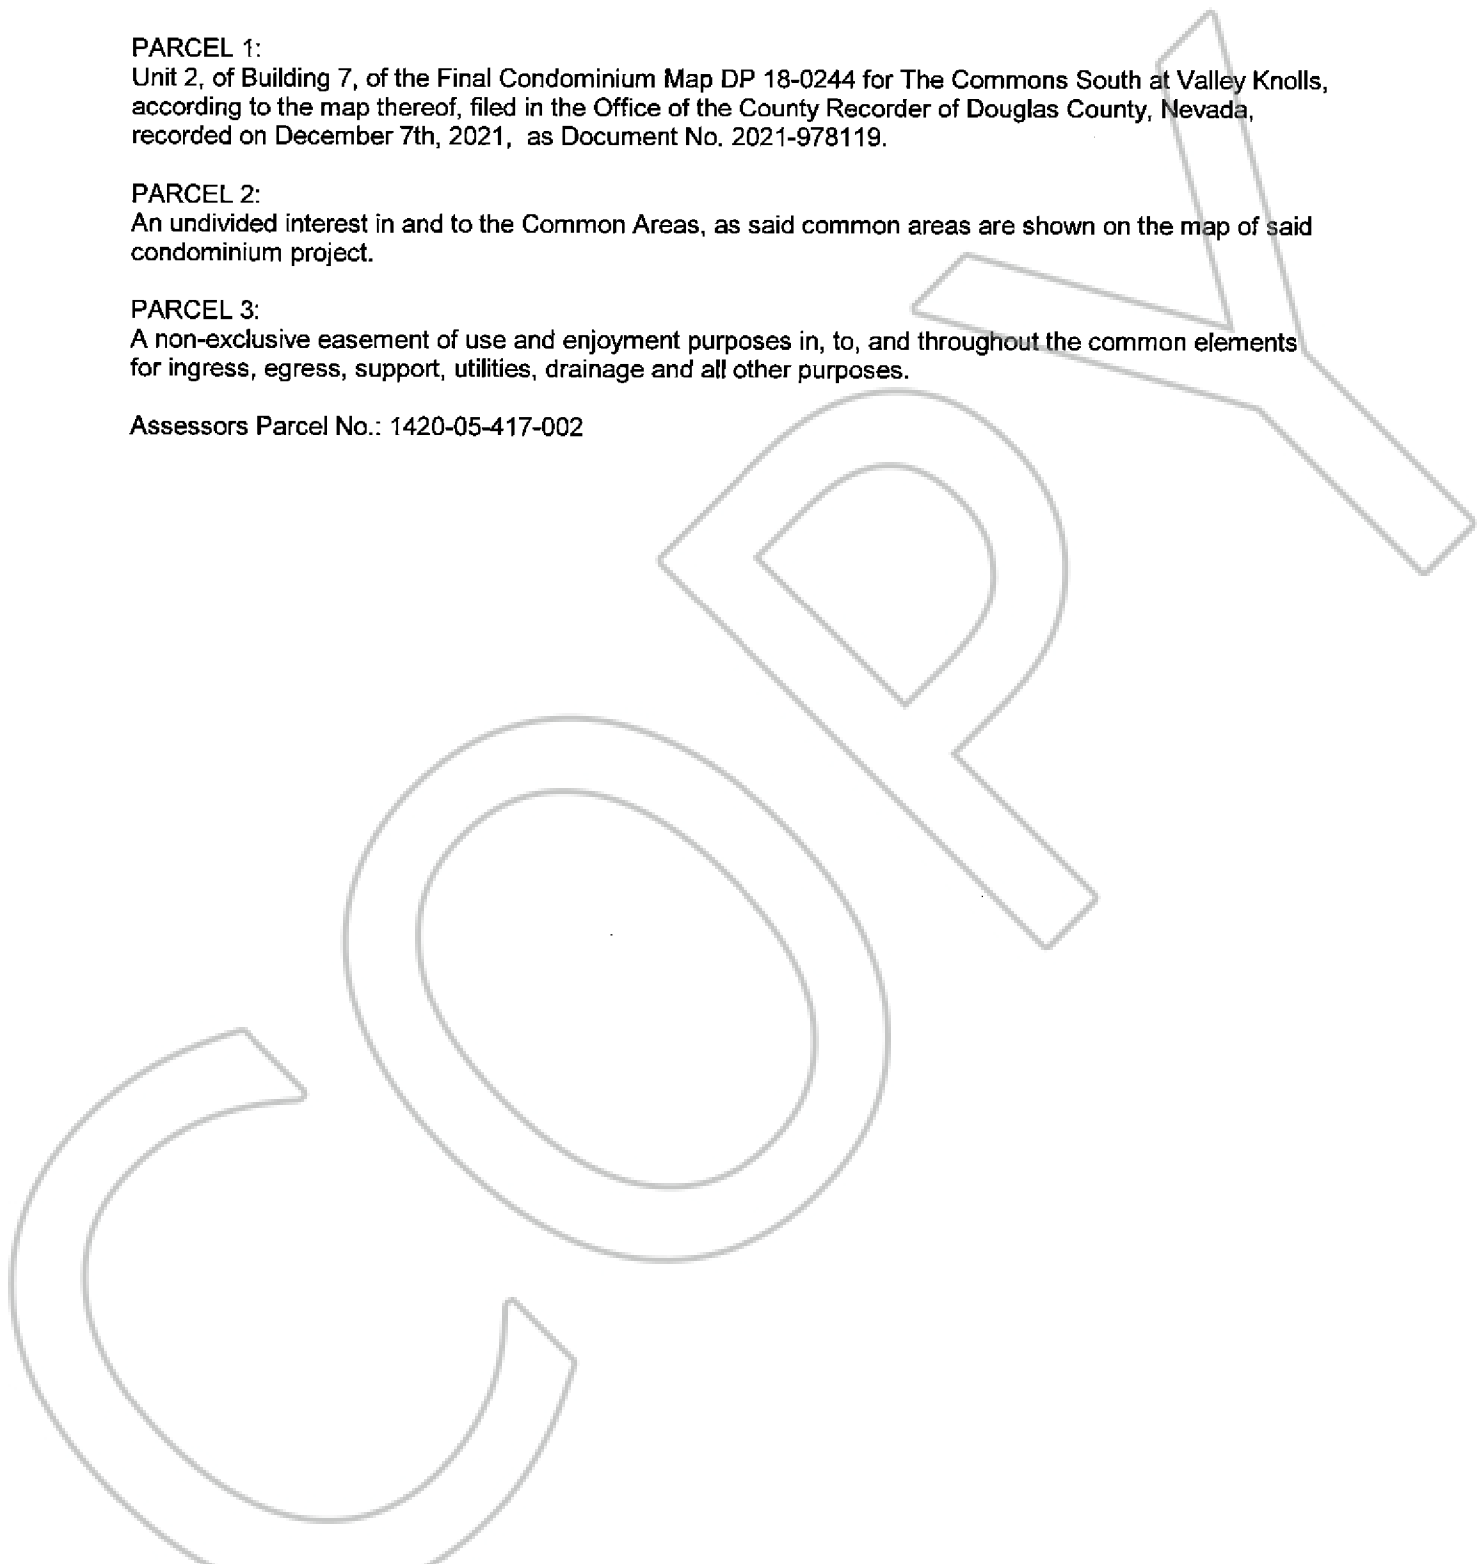 PARCEL 1:
Unit 2, of Building 7, of the Final Condominium Map DP 18-0244 for The Commons South at Valley Knolls,
according to the map thereof, filed in the Office of the County Recorder of Douglas County, Nevada,
recorded on December 7th, 2021, as Document No. 2021-978119.
PARCEL 2:
An undivided interest in and to the Common Areas, as said common areas are shown on the map of said
condominium project.
PARCEL 3:
A non-exclusive easement of use and enjoyment purposes in, to, and throughout the common elements
for ingress, egress, support, utilities, drainage and all other purposes.
Assessors Parcel No.: 1420-05-417-002
COPY